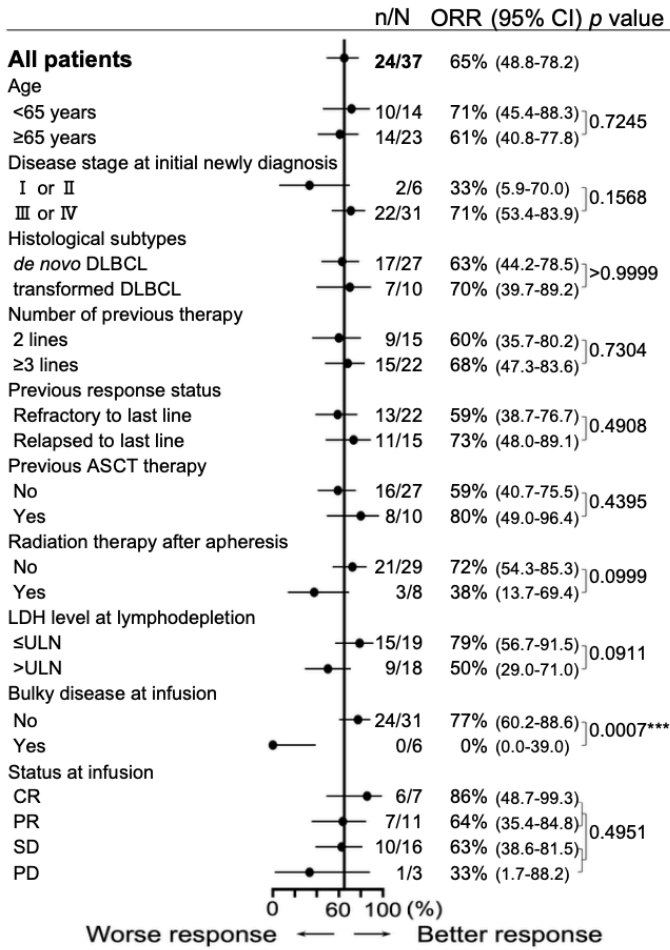 n/N ORR (95% CI) p value
All patients 24/37 65% (48.8-78.2)
Age
<65 years 10/14 71% (45.4-88.3)
0.7245
≥65 years 14/23 61% (40.8-77.8)
Disease stage at initial newly diagnosis
Ⅰ or Ⅱ 2/6 33% (5.9-70.0)
0.1568
Ⅲ or Ⅳ 22/31 71% (53.4-83.9)
Histological subtypes
de novo DLBCL 17/27 63% (44.2-78.5)
>0.9999
transformed DLBCL 7/10 70% (39.7-89.2)
Number of previous therapy
2 lines 9/15 60% (35.7-80.2)
0.7304
≥3 lines 15/22 68% (47.3-83.6)
Previous response status
Refractory to last line 13/22 59% (38.7-76.7)
0.4908
Relapsed to last line 11/15 73% (48.0-89.1)
Previous ASCT therapy
No 16/27 59% (40.7-75.5)
0.4395
Yes 8/10 80% (49.0-96.4)
Radiation therapy after apheresis
No 21/29 72% (54.3-85.3)
0.0999
Yes 3/8 38% (13.7-69.4)
LDH level at lymphodepletion
≤ULN 15/19 79% (56.7-91.5)
0.0911
>ULN 9/18 50% (29.0-71.0)
Bulky disease at infusion
No 24/31 77% (60.2-88.6)
0.0007***
Yes 0/6 0% (0.0-39.0)
Status at infusion
CR 6/7 86% (48.7-99.3)
PR 7/11 64% (35.4-84.8)
0.4951
SD 10/16 63% (38.6-81.5)
PD 1/3 33% (1.7-88.2)
0 60 100 (%)
Worse response ← → Better response